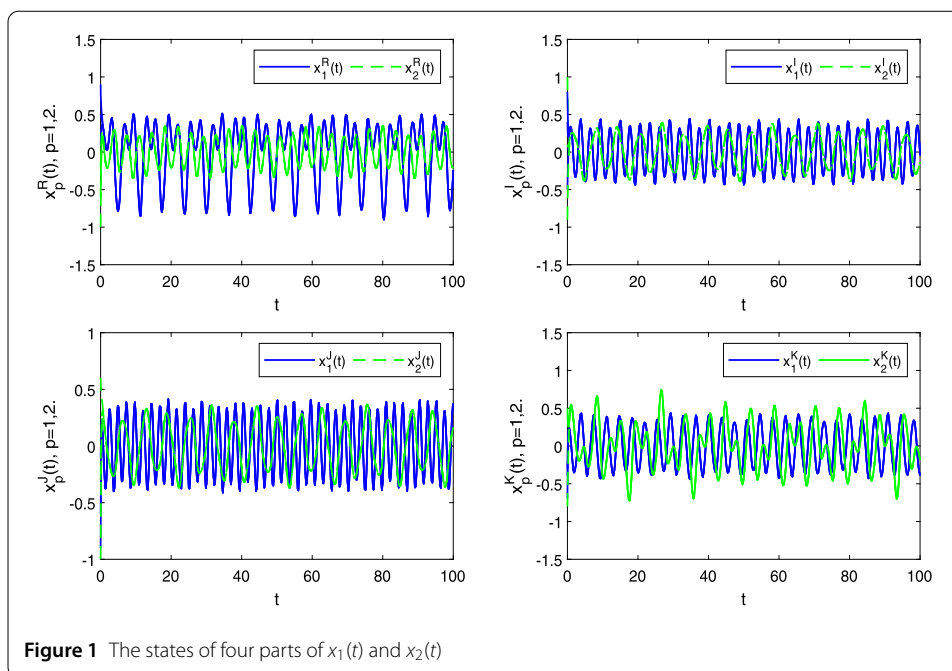 1.5
1
0.5
0
-0.5
-1
-1.5
x_p^R(t), p=1,2.
x_1^R(t) x_2^R(t)
0 20 40 60 80 100
t
1.5
1
0.5
0
-0.5
-1
-1.5
x_p^I(t), p=1,2.
x_1^I(t) x_2^I(t)
0 20 40 60 80 100
t
1
0.5
0
-0.5
-1
x_p^J(t), p=1,2.
x_1^J(t) x_2^J(t)
0 20 40 60 80 100
t
1.5
1
0.5
0
-0.5
-1
-1.5
x_p^K(t), p=1,2.
x_1^K(t) x_2^K(t)
0 20 40 60 80 100
t
Figure 1 The states of four parts of x_1(t) and x_2(t)